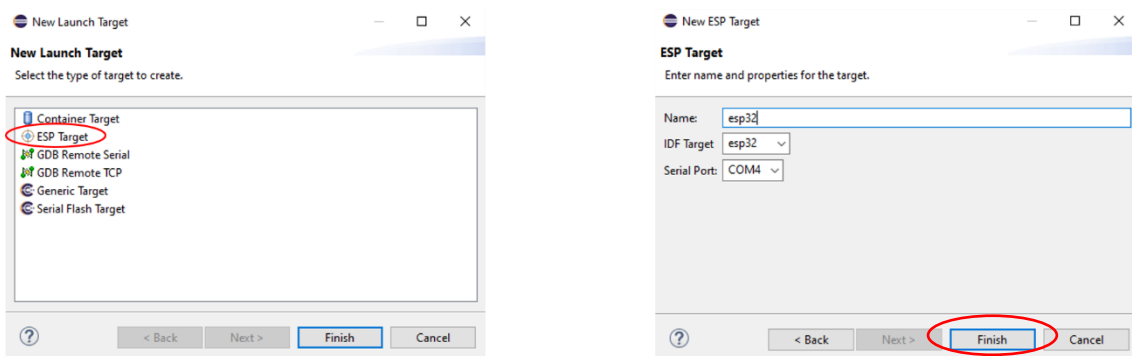 New Launch Target
New Launch Target
Select the type of target to create.
Container Target
ESP Target
GDB Remote Serial
GDB Remote TCP
Generic Target
Serial Flash Target
< Back
Next >
Finish
Cancel
New ESP Target
ESP Target
Enter name and properties for the target.
Name: esp32
IDF Target esp32
Serial Port: COM4
< Back
Next >
Finish
Cancel